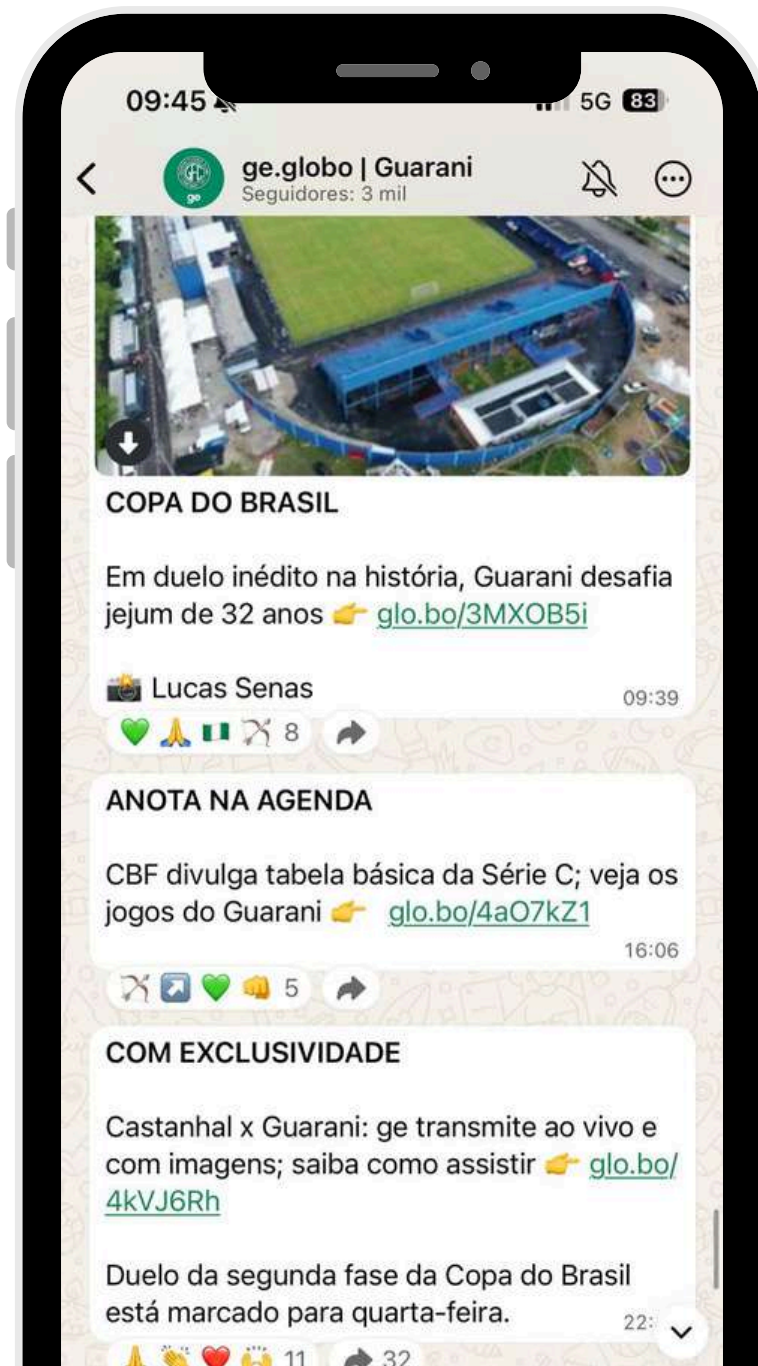 09:45
5G 83
ge.globo | Guarani
Seguidores: 3 mil
GFC
ge
COPA DO BRASIL
Em duelo inédito na história, Guarani desafia
jejum de 32 anos 👉 glo.bo/3MXOB5i
📸 Lucas Senas
09:39
💚 🙏 🇳🇬 🏹 8
ANOTA NA AGENDA
CBF divulga tabela básica da Série C; veja os
jogos do Guarani 👉 glo.bo/4aO7kZ1
16:06
🏹 ↗️ 💚 👊 5
COM EXCLUSIVIDADE
Castanhal x Guarani: ge transmite ao vivo e
com imagens; saiba como assistir 👉 glo.bo/
4kVJ6Rh
Duelo da segunda fase da Copa do Brasil
está marcado para quarta-feira.
22:
🙏 👏 ❤️ 🙌 11 32